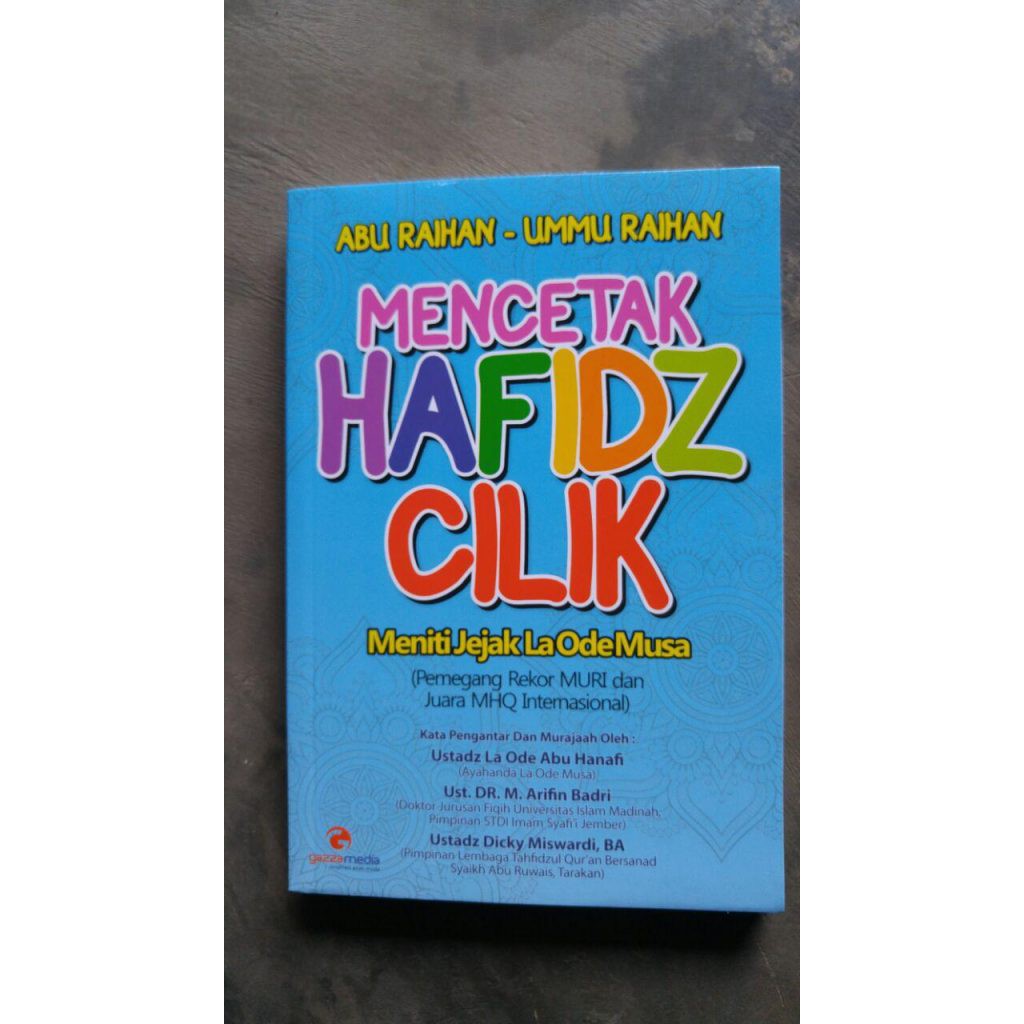 ABU RAIHAN - UMMU RAIHAN
MENCETAK
HAFIDZ
CILIK
Meniti Jejak La Ode Musa
(Pemegang Rekor MURI dan
Juara MHQ Internasional)
Kata Pengantar Dan Murajaah Oleh :
Ustadz La Ode Abu Hanafi
(Ayahanda La Ode Musa)
Ust. DR. M. Arifin Badri
(Doktor Jurusan Fiqih Universitas Islam Madinah,
Pimpinan STDI Imam Syafi'i Jember)
Ustadz Dicky Miswardi, BA
(Pimpinan Lembaga Tahfidzul Qur'an Bersanad
Syaikh Abu Ruwais, Tarakan)
gazzamedia